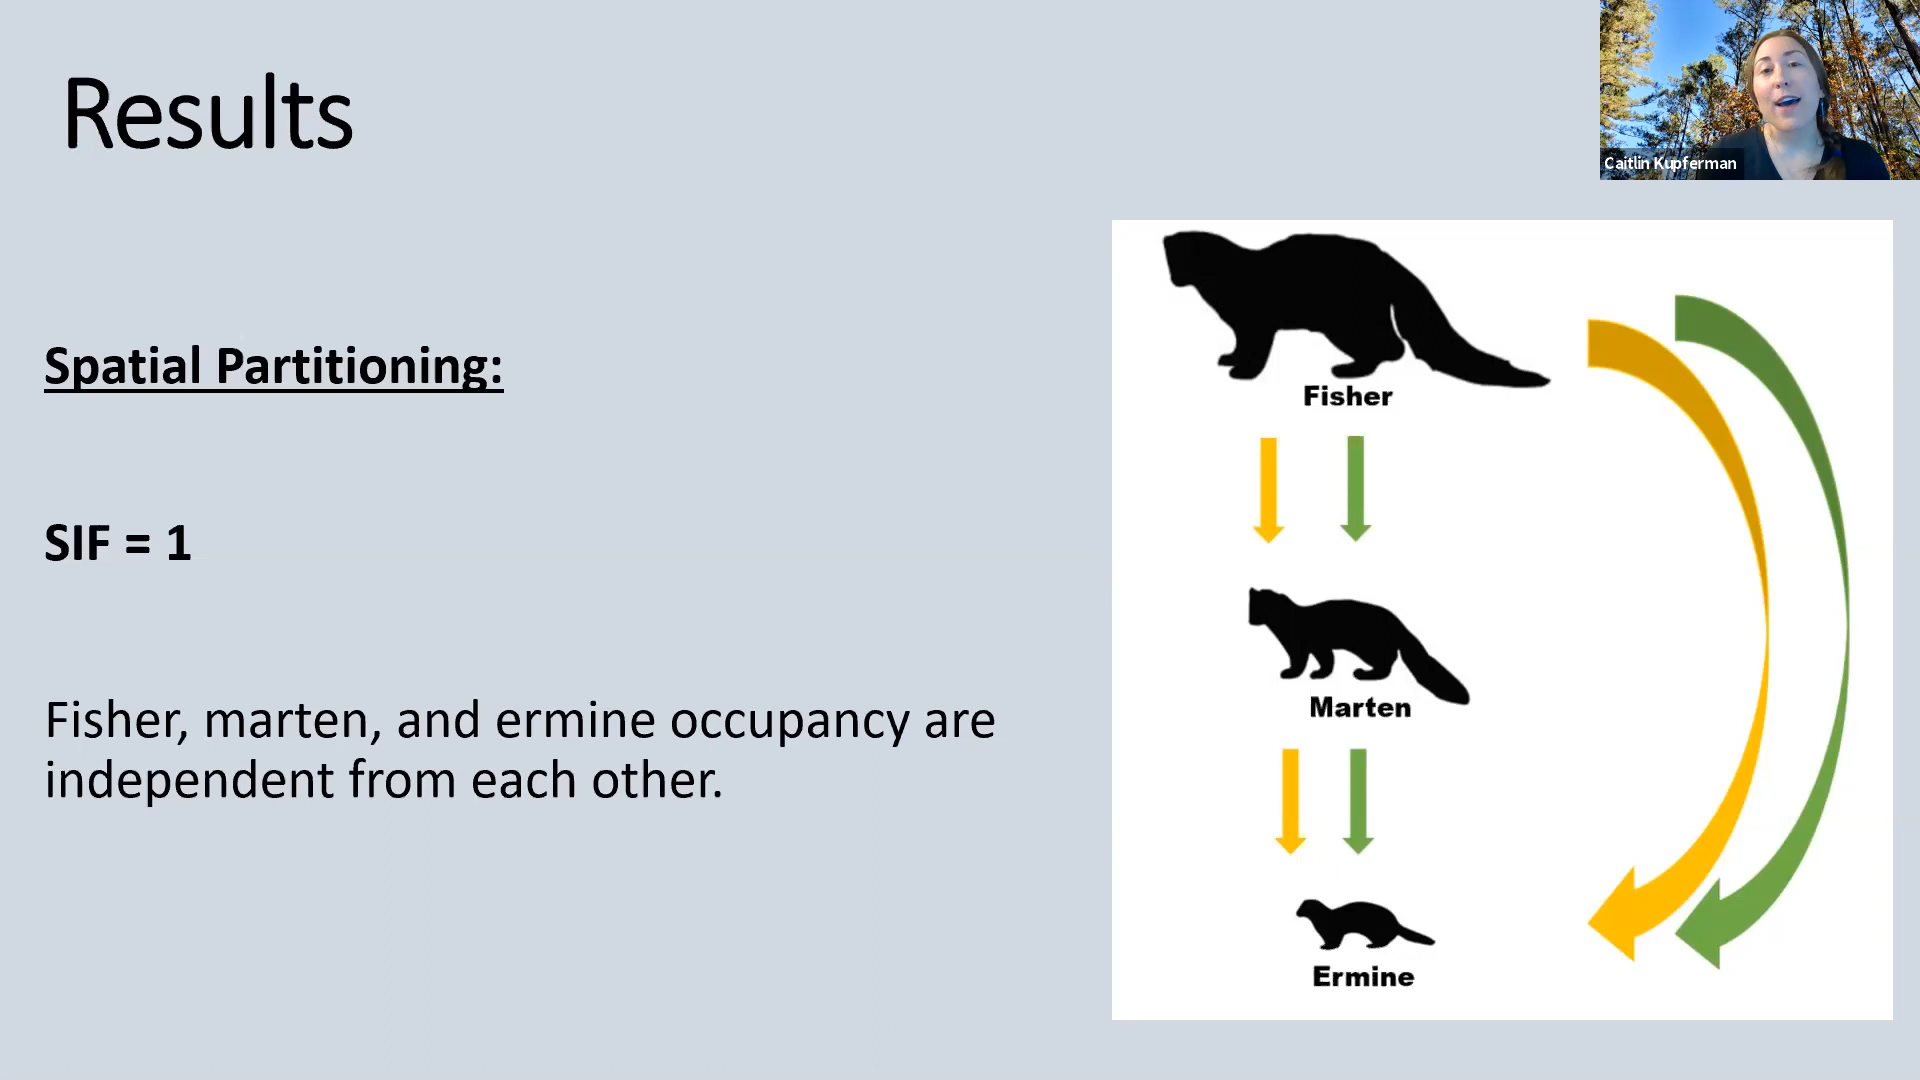 Results
Caitlin Kupferman
Spatial Partitioning:
SIF = 1
Fisher, marten, and ermine occupancy are
independent from each other.
Fisher
Marten
Ermine